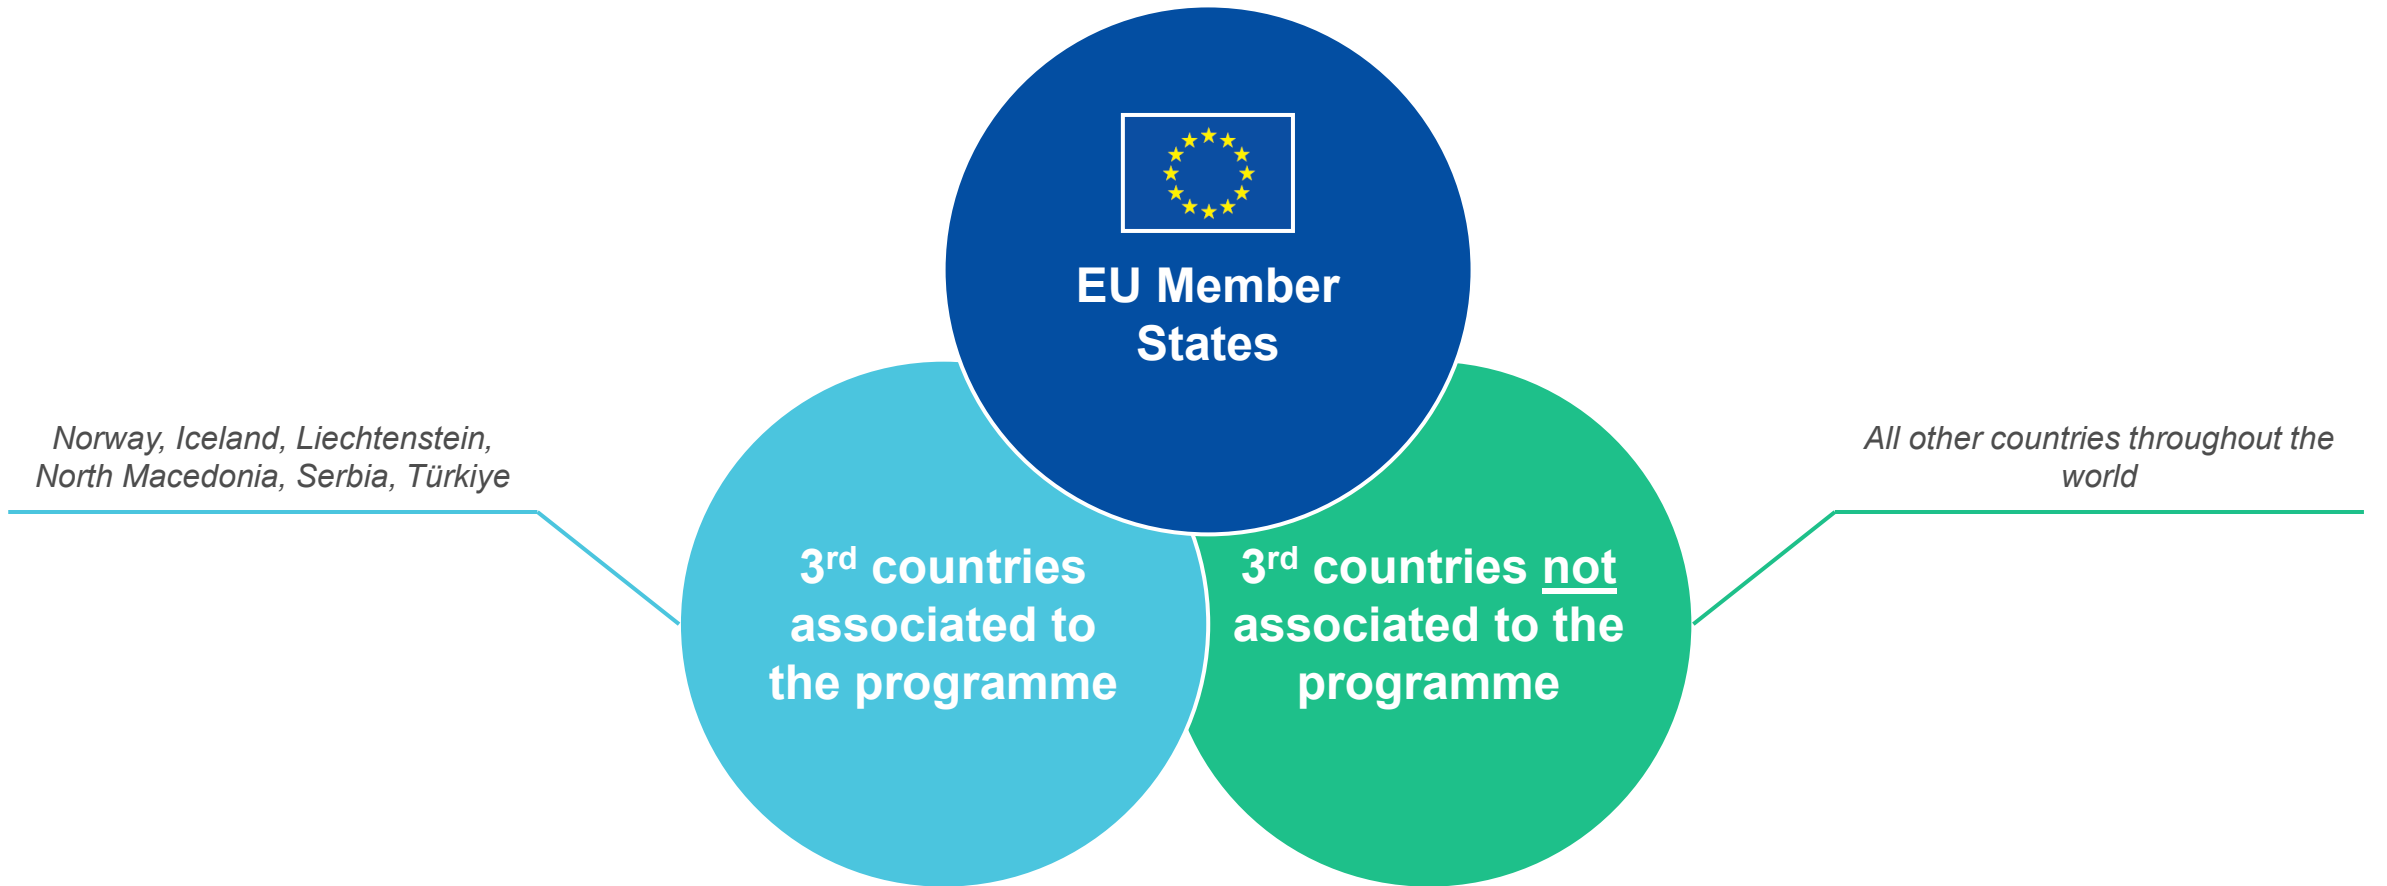 EU Member
States
Norway, Iceland, Liechtenstein,
North Macedonia, Serbia, Türkiye
All other countries throughout the
world
3rd countries
associated to
the programme
3rd countries not
associated to the
programme